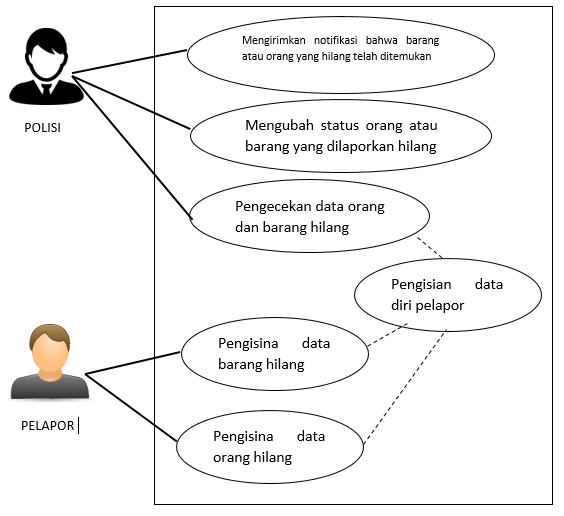 Mengirimkan notifikasi bahwa barang
atau orang yang hilang telah ditemukan
POLISI
Mengubah status orang atau
barang yang dilaporkan hilang
Pengecekan data orang
dan barang hilang
Pengisian data
diri pelapor
Pengisina data
barang hilang
PELAPOR
Pengisina data
orang hilang